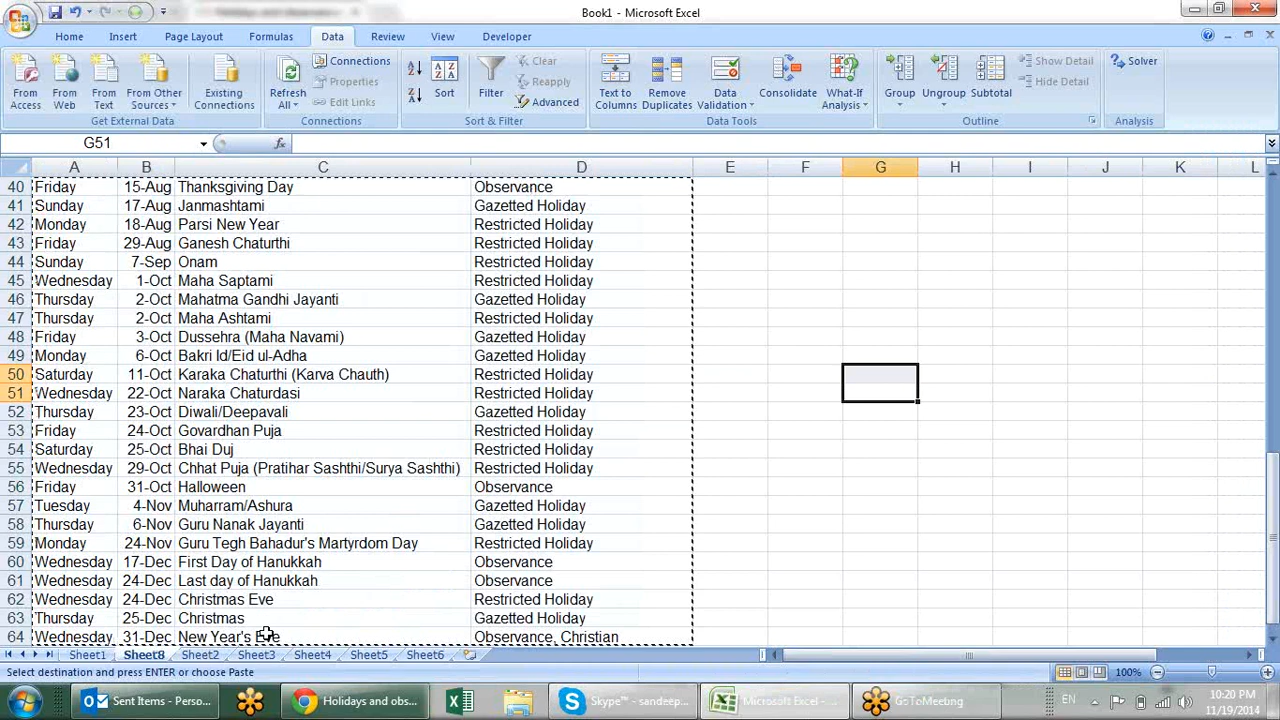 Book1 - Microsoft Excel
Home Insert Page Layout Formulas Data Review View Developer
From Access From Web From Text From Other Sources Existing Connections Refresh All Connections Properties Edit Links Sort Filter Clear Reapply Advanced Text to Columns Remove Duplicates Data Validation Consolidate What-If Analysis Group Ungroup Subtotal Show Detail Hide Detail Solver
Get External Data Connections Sort & Filter Data Tools Outline Analysis
G51 fx
A B C D E F G H I J K L
40 Friday 15-Aug Thanksgiving Day Observance
41 Sunday 17-Aug Janmashtami Gazetted Holiday
42 Monday 18-Aug Parsi New Year Restricted Holiday
43 Friday 29-Aug Ganesh Chaturthi Restricted Holiday
44 Sunday 7-Sep Onam Restricted Holiday
45 Wednesday 1-Oct Maha Saptami Restricted Holiday
46 Thursday 2-Oct Mahatma Gandhi Jayanti Gazetted Holiday
47 Thursday 2-Oct Maha Ashtami Restricted Holiday
48 Friday 3-Oct Dussehra (Maha Navami) Gazetted Holiday
49 Monday 6-Oct Bakri Id/Eid ul-Adha Gazetted Holiday
50 Saturday 11-Oct Karaka Chaturthi (Karva Chauth) Restricted Holiday
51 Wednesday 22-Oct Naraka Chaturdasi Restricted Holiday
52 Thursday 23-Oct Diwali/Deepavali Gazetted Holiday
53 Friday 24-Oct Govardhan Puja Restricted Holiday
54 Saturday 25-Oct Bhai Duj Restricted Holiday
55 Wednesday 29-Oct Chhat Puja (Pratihar Sashthi/Surya Sashthi) Restricted Holiday
56 Friday 31-Oct Halloween Observance
57 Tuesday 4-Nov Muharram/Ashura Gazetted Holiday
58 Thursday 6-Nov Guru Nanak Jayanti Gazetted Holiday
59 Monday 24-Nov Guru Tegh Bahadur's Martyrdom Day Restricted Holiday
60 Wednesday 17-Dec First Day of Hanukkah Observance
61 Wednesday 24-Dec Last day of Hanukkah Observance
62 Wednesday 24-Dec Christmas Eve Restricted Holiday
63 Thursday 25-Dec Christmas Gazetted Holiday
64 Wednesday 31-Dec New Year's Eve Observance, Christian
Sheet1 Sheet8 Sheet2 Sheet3 Sheet4 Sheet5 Sheet6
Select destination and press ENTER or choose Paste 100%
Sent Items - Perso... Holidays and obs... Skype™ - sandeep... Microsoft Excel - ... GoToMeeting EN 10:20 PM
11/19/2014